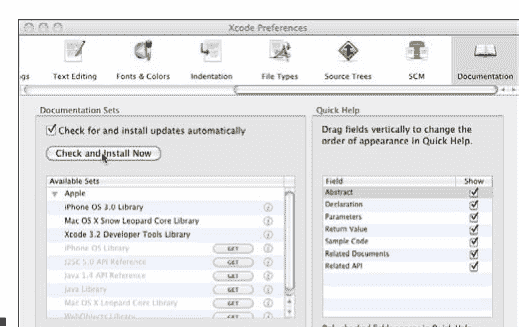 Xcode Preferences
gs Text Editing Fonts & Colors Indentation File Types Source Trees SCM Documentation
Documentation Sets
Check for and install updates automatically
Check and Install Now
Available Sets
Apple
iPhone OS 3.0 Library
Mac OS X Snow Leopard Core Library
Xcode 3.2 Developer Tools Library
iPhone OS Library GET
J2SE 5.0 API Reference GET
Java 1.4 API Reference GET
Java Library GET
Mac OS X Leopard Core Library GET
WebObjects Library GET
Quick Help
Drag fields vertically to change the
order of appearance in Quick Help.
Field Show
Abstract
Declaration
Parameters
Return Value
Sample Code
Related Documents
Related API